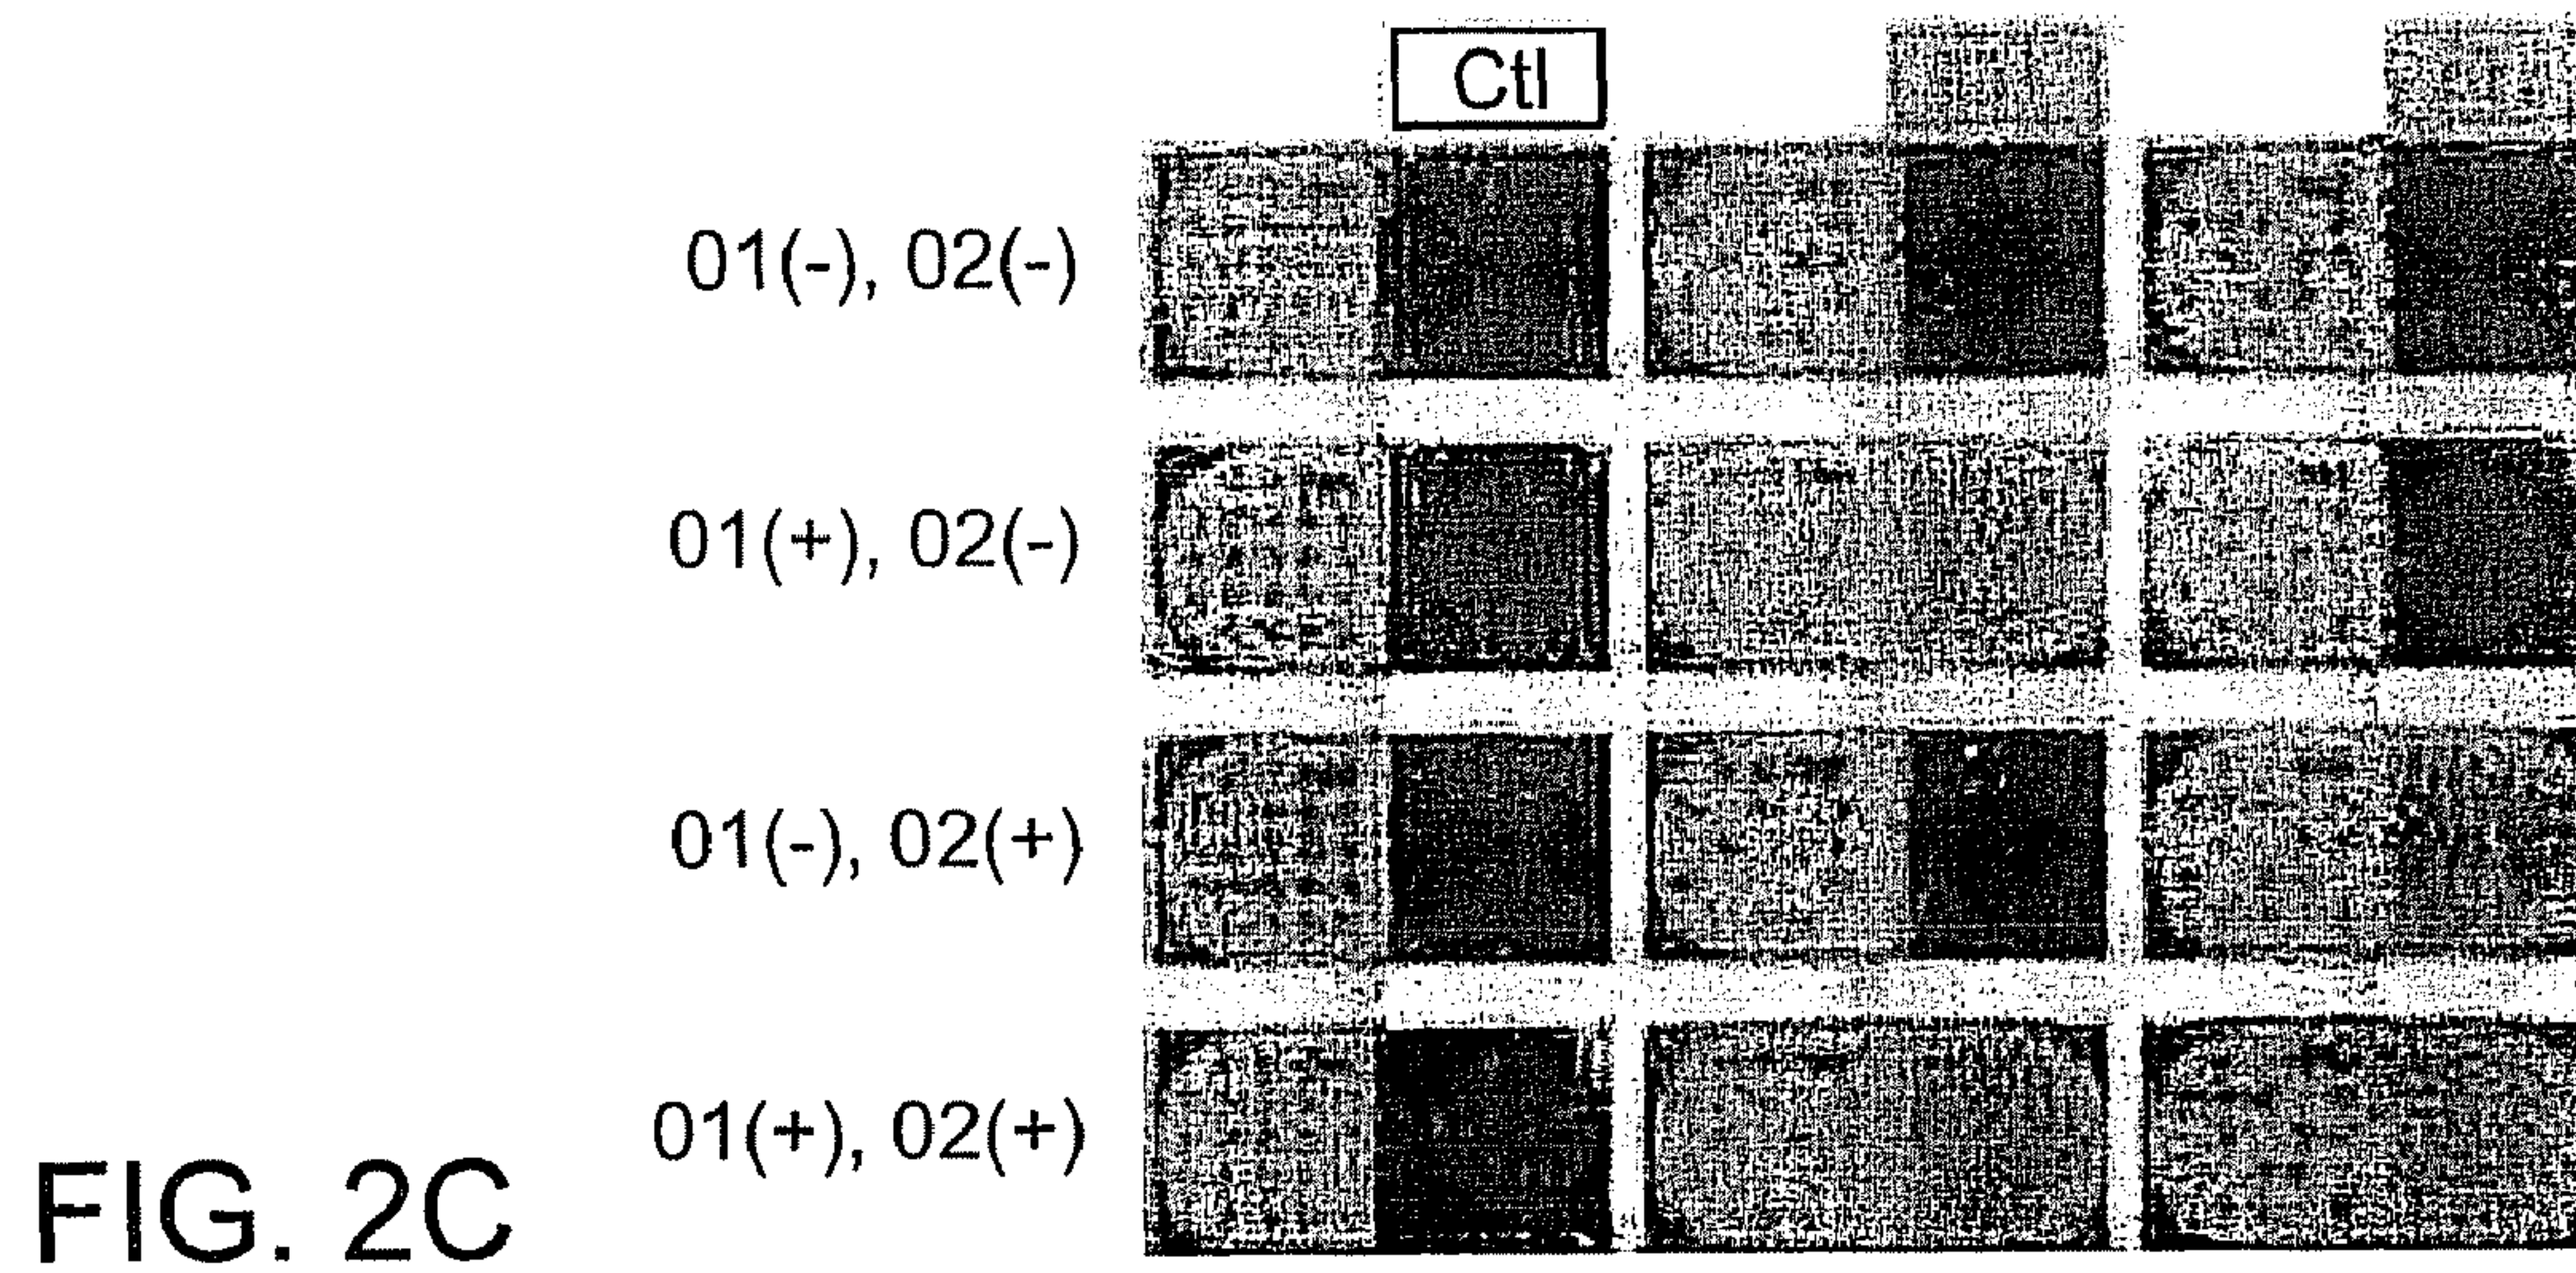 Ctl
01(-), 02(-)
01(+), 02(-)
01(-), 02(+)
01(+), 02(+)
FIG. 2C